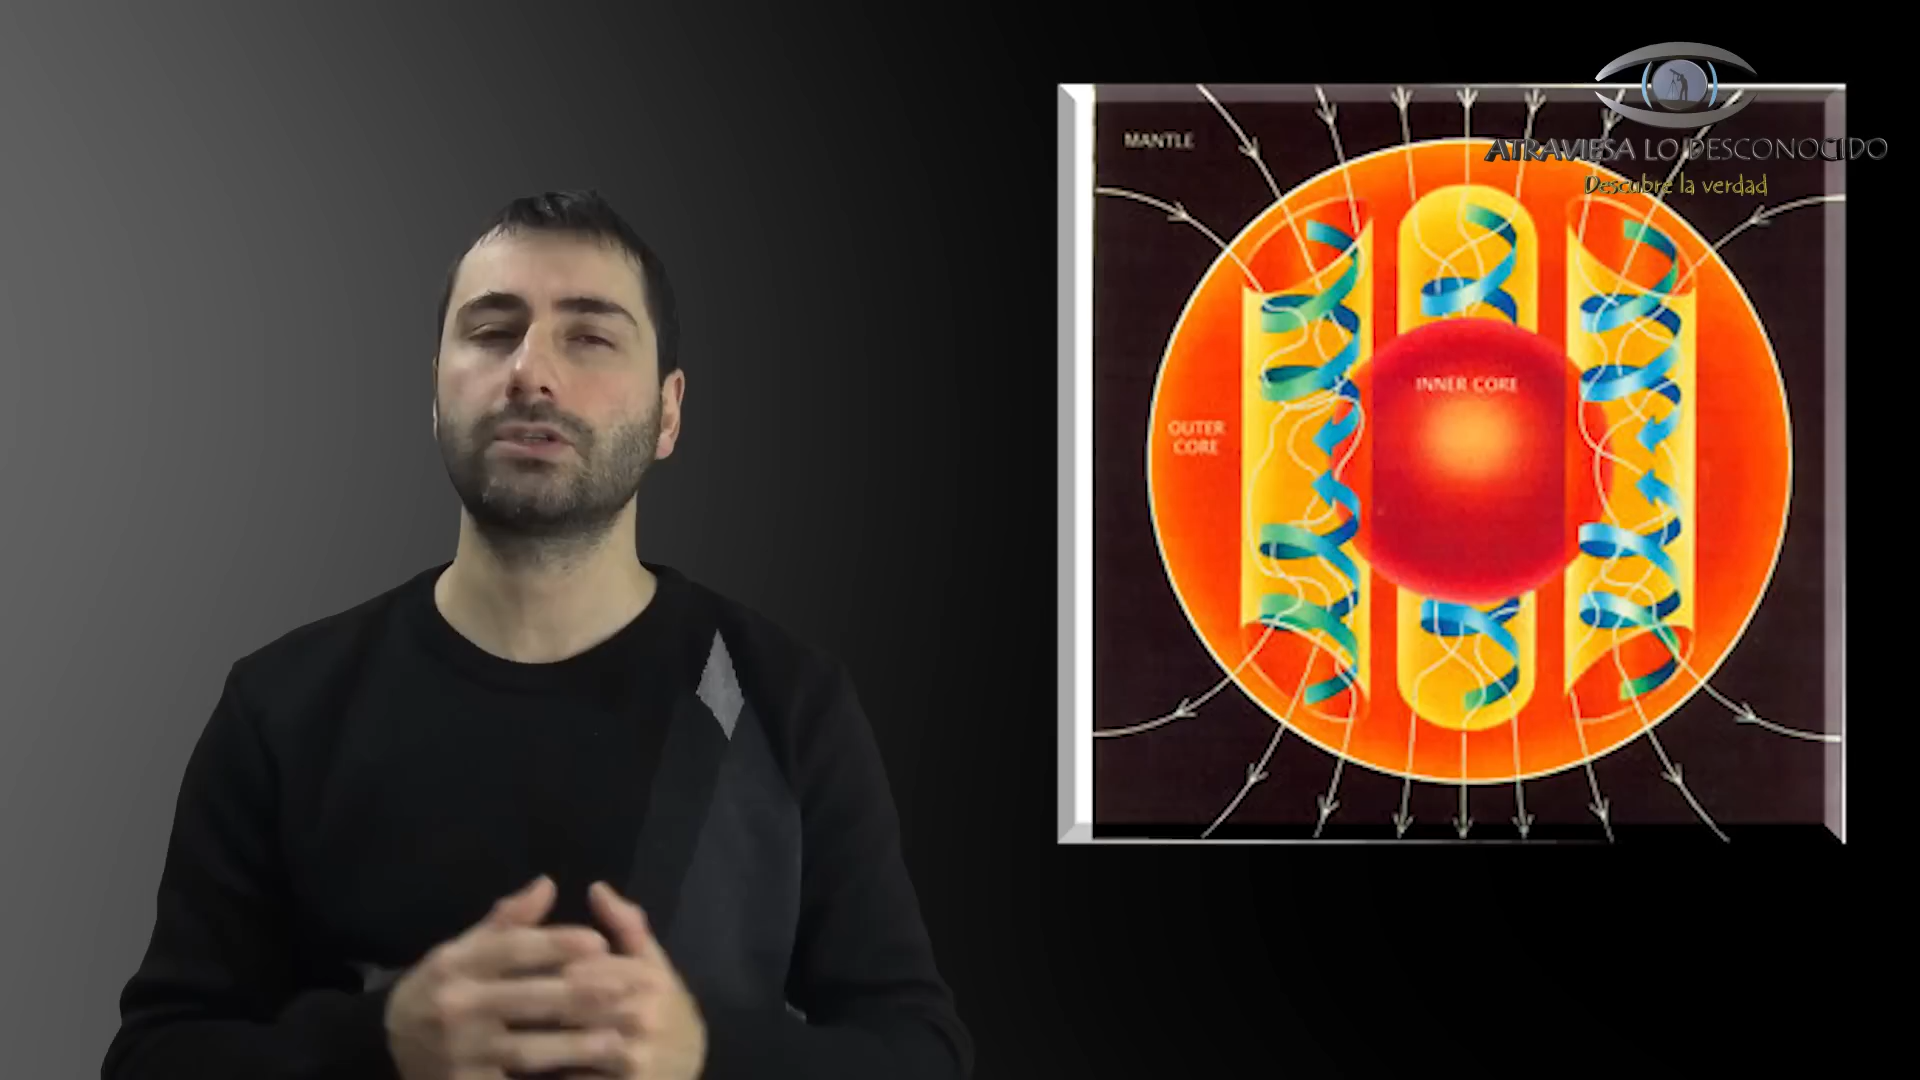 ATRAVIESA LO DESCONOCIDO
Descubre la verdad
MANTLE
INNER CORE
OUTER
CORE